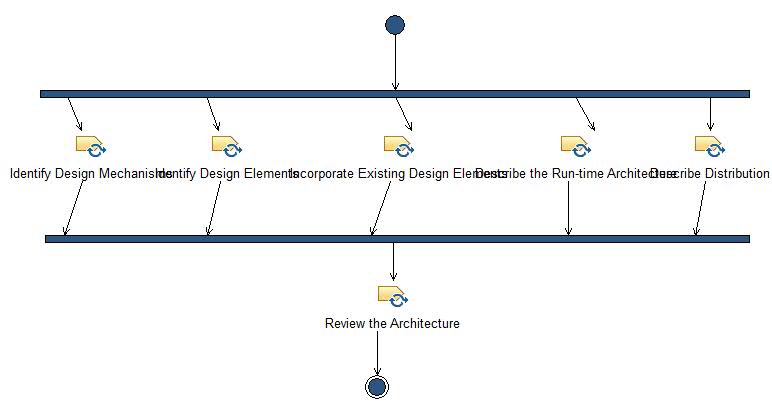 Identify Design Mechanisms
Identify Design Elements
Incorporate Existing Design Elements
Describe the Run-time Architecture
Describe Distribution
Review the Architecture